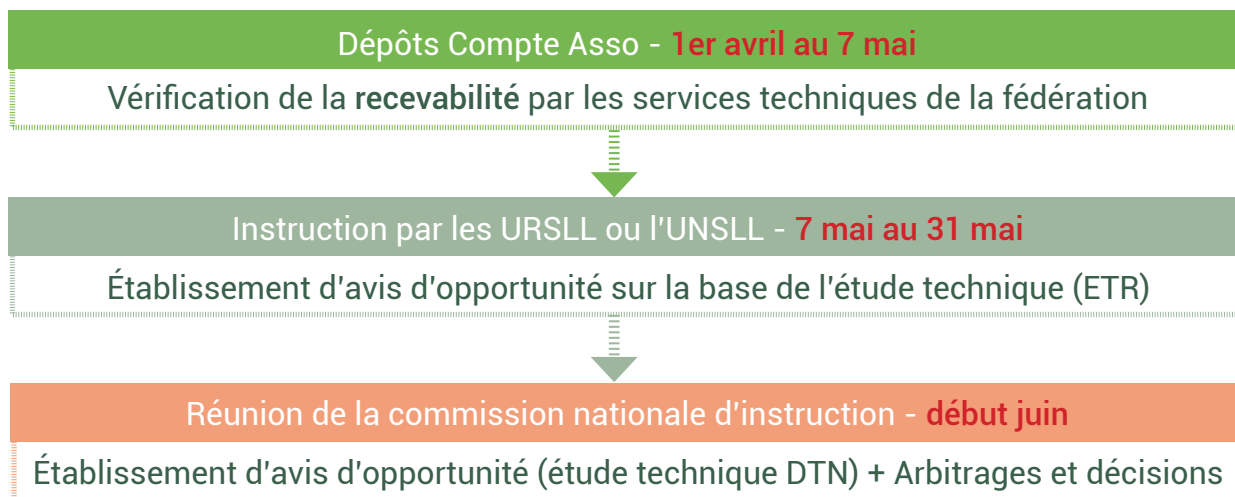 Dépôts Compte Asso - 1er avril au 7 mai
Vérification de la recevabilité par les services techniques de la fédération
Instruction par les URSLL ou l'UNSLL - 7 mai au 31 mai
Établissement d'avis d'opportunité sur la base de l'étude technique (ETR)
Réunion de la commission nationale d'instruction - début juin
Établissement d'avis d'opportunité (étude technique DTN) + Arbitrages et décisions